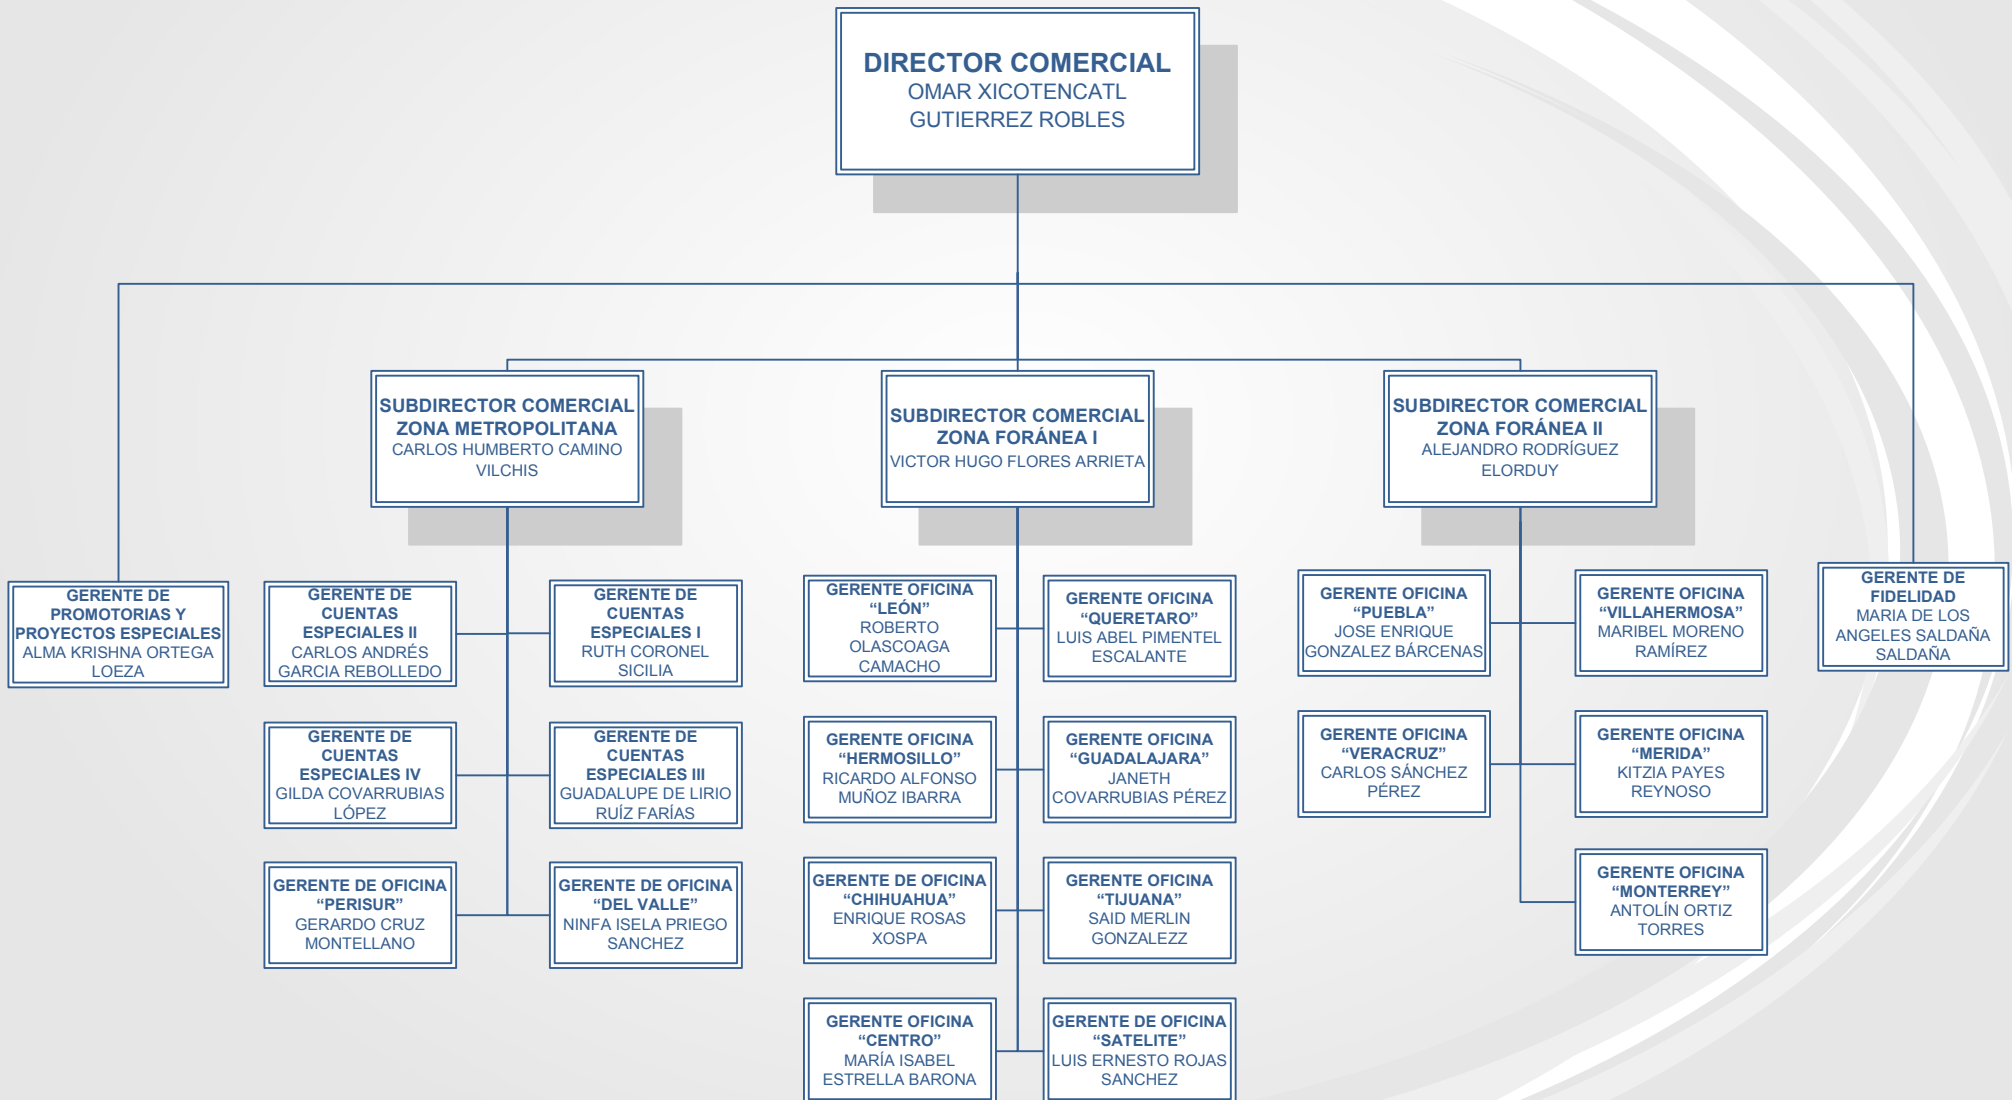 DIRECTOR COMERCIAL
OMAR XICOTENCATL
GUTIERREZ ROBLES
SUBDIRECTOR COMERCIAL
ZONA METROPOLITANA
CARLOS HUMBERTO CAMINO
VILCHIS
SUBDIRECTOR COMERCIAL
ZONA FORÁNEA I
VICTOR HUGO FLORES ARRIETA
SUBDIRECTOR COMERCIAL
ZONA FORÁNEA II
ALEJANDRO RODRÍGUEZ
ELORDUY
GERENTE DE
PROMOTORIAS Y
PROYECTOS ESPECIALES
ALMA KRISHNA ORTEGA
LOEZA
GERENTE DE
CUENTAS
ESPECIALES II
CARLOS ANDRÉS
GARCIA REBOLLEDO
GERENTE DE
CUENTAS
ESPECIALES I
RUTH CORONEL
SICILIA
GERENTE OFICINA
“LEÓN”
ROBERTO
OLASCOAGA
CAMACHO
GERENTE OFICINA
“QUERETARO”
LUIS ABEL PIMENTEL
ESCALANTE
GERENTE OFICINA
“PUEBLA”
JOSE ENRIQUE
GONZALEZ BÁRCENAS
GERENTE OFICINA
“VILLAHERMOSA”
MARIBEL MORENO
RAMÍREZ
GERENTE DE
FIDELIDAD
MARIA DE LOS
ANGELES SALDAÑA
SALDAÑA
GERENTE DE
CUENTAS
ESPECIALES IV
GILDA COVARRUBIAS
LÓPEZ
GERENTE DE
CUENTAS
ESPECIALES III
GUADALUPE DE LIRIO
RUÍZ FARÍAS
GERENTE OFICINA
“HERMOSILLO”
RICARDO ALFONSO
MUÑOZ IBARRA
GERENTE OFICINA
“GUADALAJARA”
JANETH
COVARRUBIAS PÉREZ
GERENTE OFICINA
“VERACRUZ”
CARLOS SÁNCHEZ
PÉREZ
GERENTE OFICINA
“MERIDA”
KITZIA PAYES
REYNOSO
GERENTE DE OFICINA
“PERISUR”
GERARDO CRUZ
MONTELLANO
GERENTE DE OFICINA
“DEL VALLE”
NINFA ISELA PRIEGO
SANCHEZ
GERENTE DE OFICINA
“CHIHUAHUA”
ENRIQUE ROSAS
XOSPA
GERENTE OFICINA
“TIJUANA”
SAID MERLIN
GONZALEZZ
GERENTE OFICINA
“MONTERREY”
ANTOLÍN ORTIZ
TORRES
GERENTE OFICINA
“CENTRO”
MARÍA ISABEL
ESTRELLA BARONA
GERENTE DE OFICINA
“SATELITE”
LUIS ERNESTO ROJAS
SANCHEZ